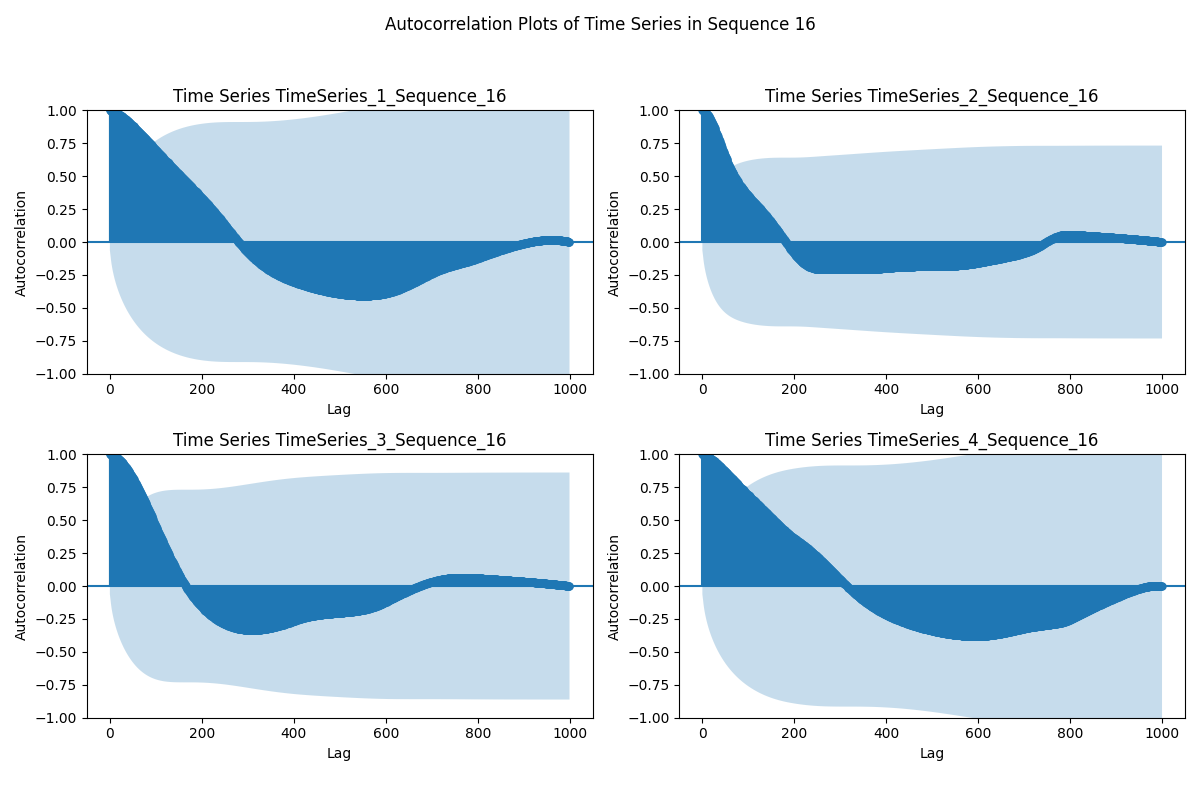 Autocorrelation Plots of Time Series in Sequence 16
Time Series TimeSeries_1_Sequence_16
Autocorrelation
1.00
0.75
0.50
0.25
0.00
−0.25
−0.50
−0.75
−1.00
0 200 400 600 800 1000
Lag
Time Series TimeSeries_2_Sequence_16
Autocorrelation
1.00
0.75
0.50
0.25
0.00
−0.25
−0.50
−0.75
−1.00
0 200 400 600 800 1000
Lag
Time Series TimeSeries_3_Sequence_16
Autocorrelation
1.00
0.75
0.50
0.25
0.00
−0.25
−0.50
−0.75
−1.00
0 200 400 600 800 1000
Lag
Time Series TimeSeries_4_Sequence_16
Autocorrelation
1.00
0.75
0.50
0.25
0.00
−0.25
−0.50
−0.75
−1.00
0 200 400 600 800 1000
Lag